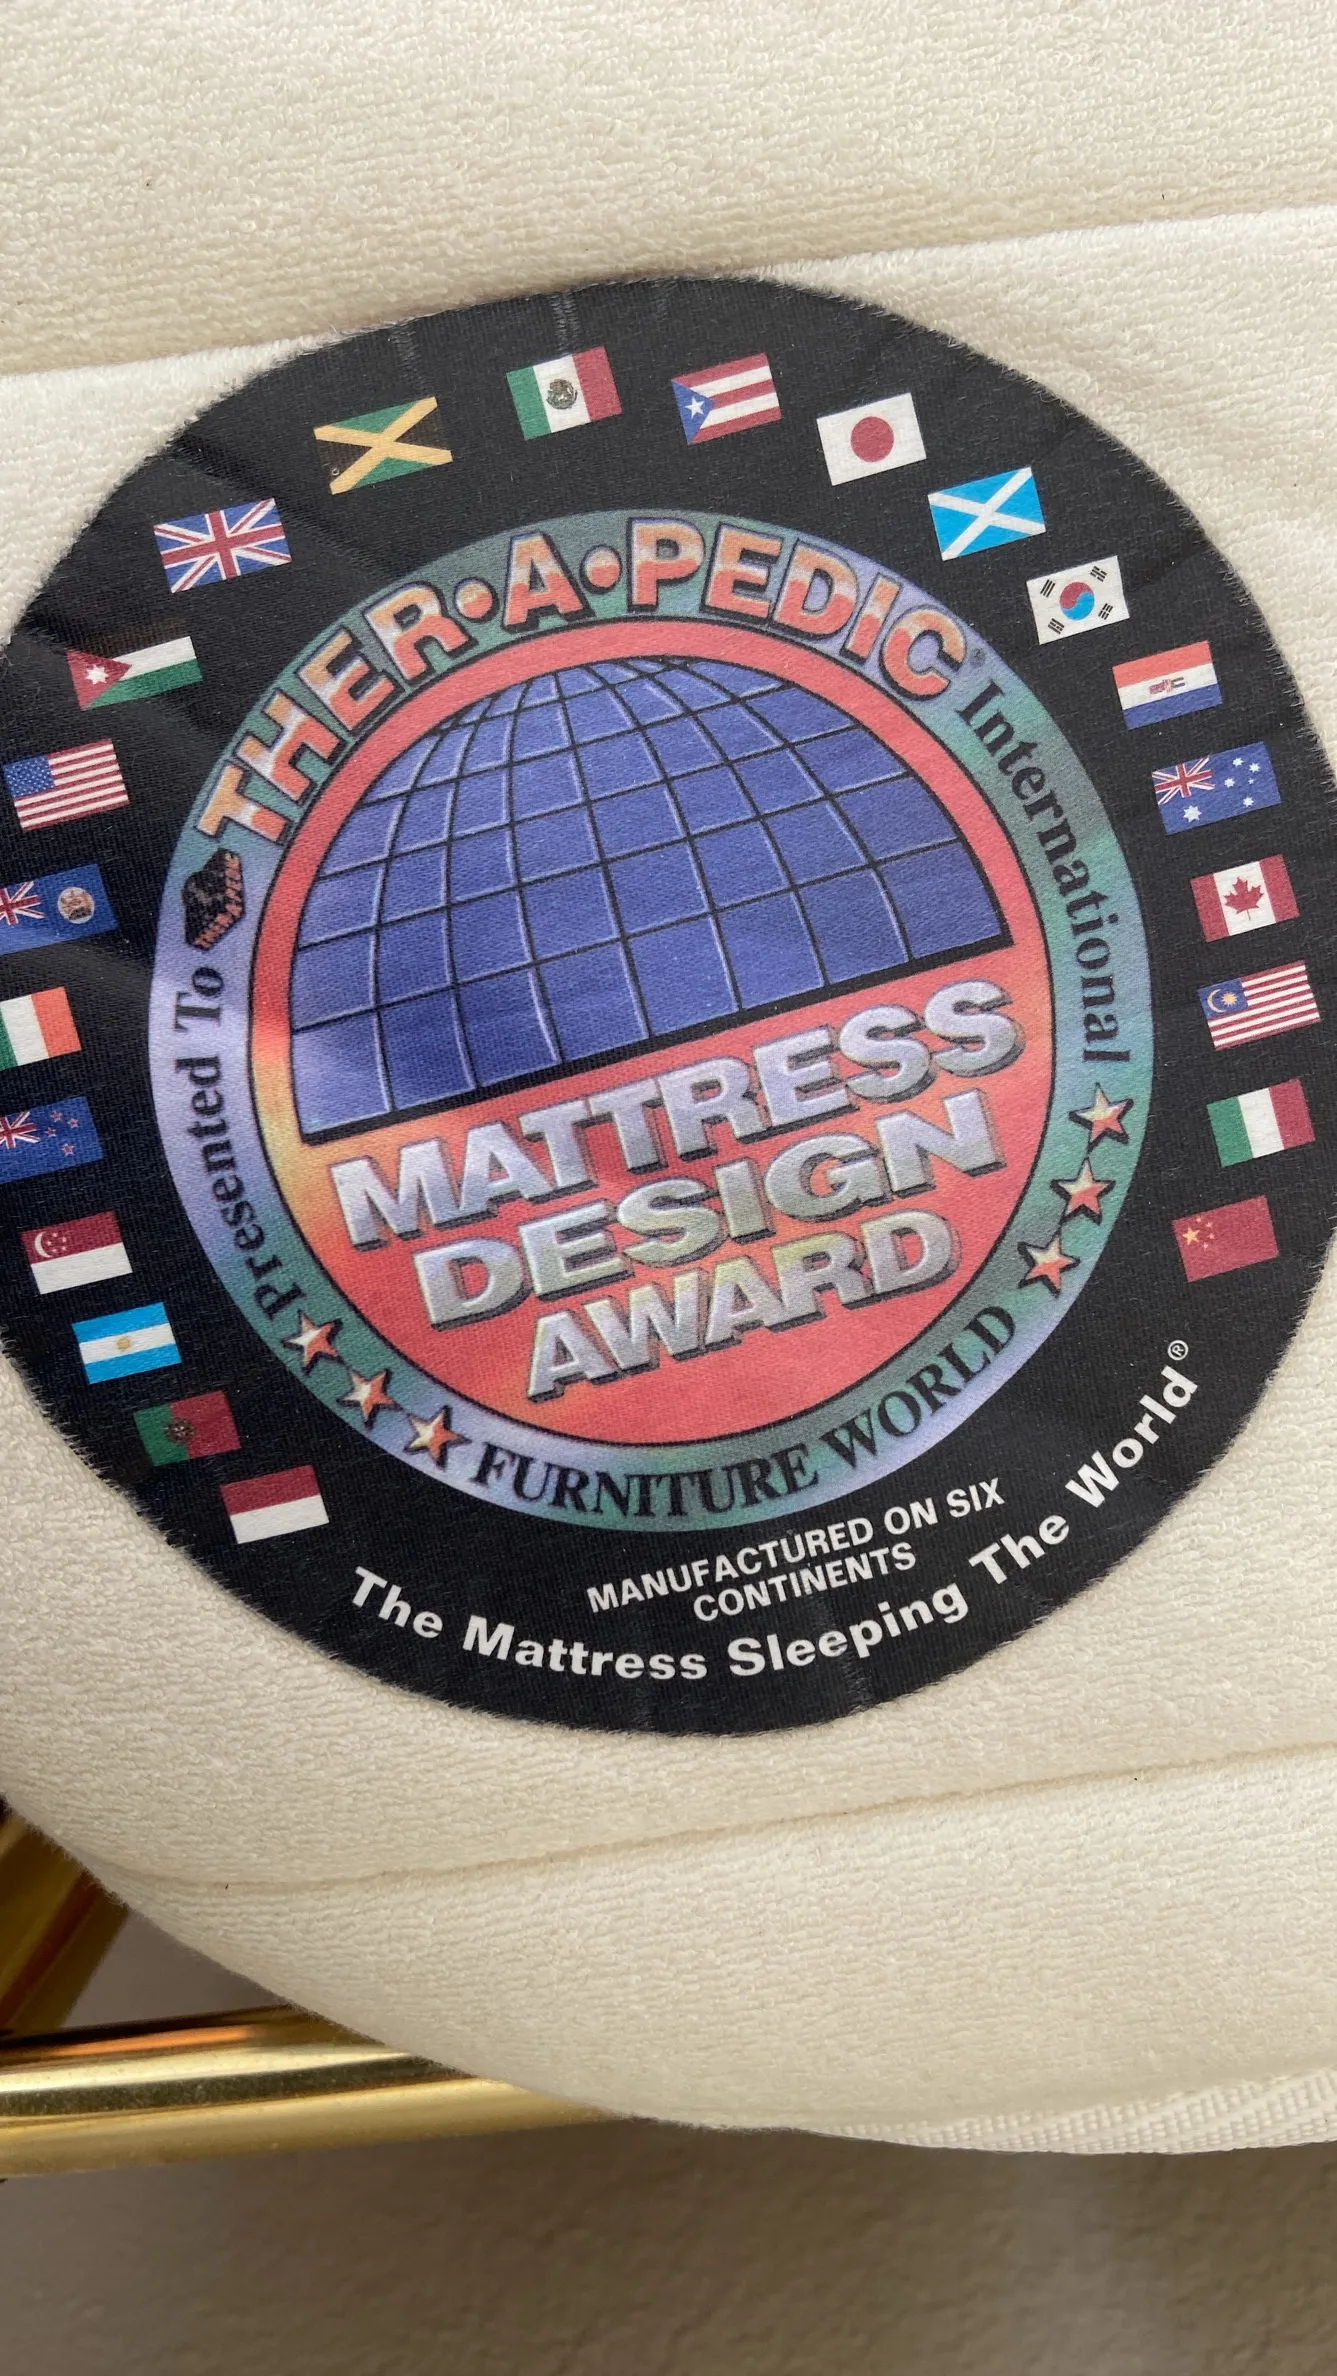 Presented To THER•A•PEDIC® International
MATTRESS
DESIGN
AWARD
FURNITURE WORLD
MANUFACTURED ON SIX
CONTINENTS
The Mattress Sleeping The World®